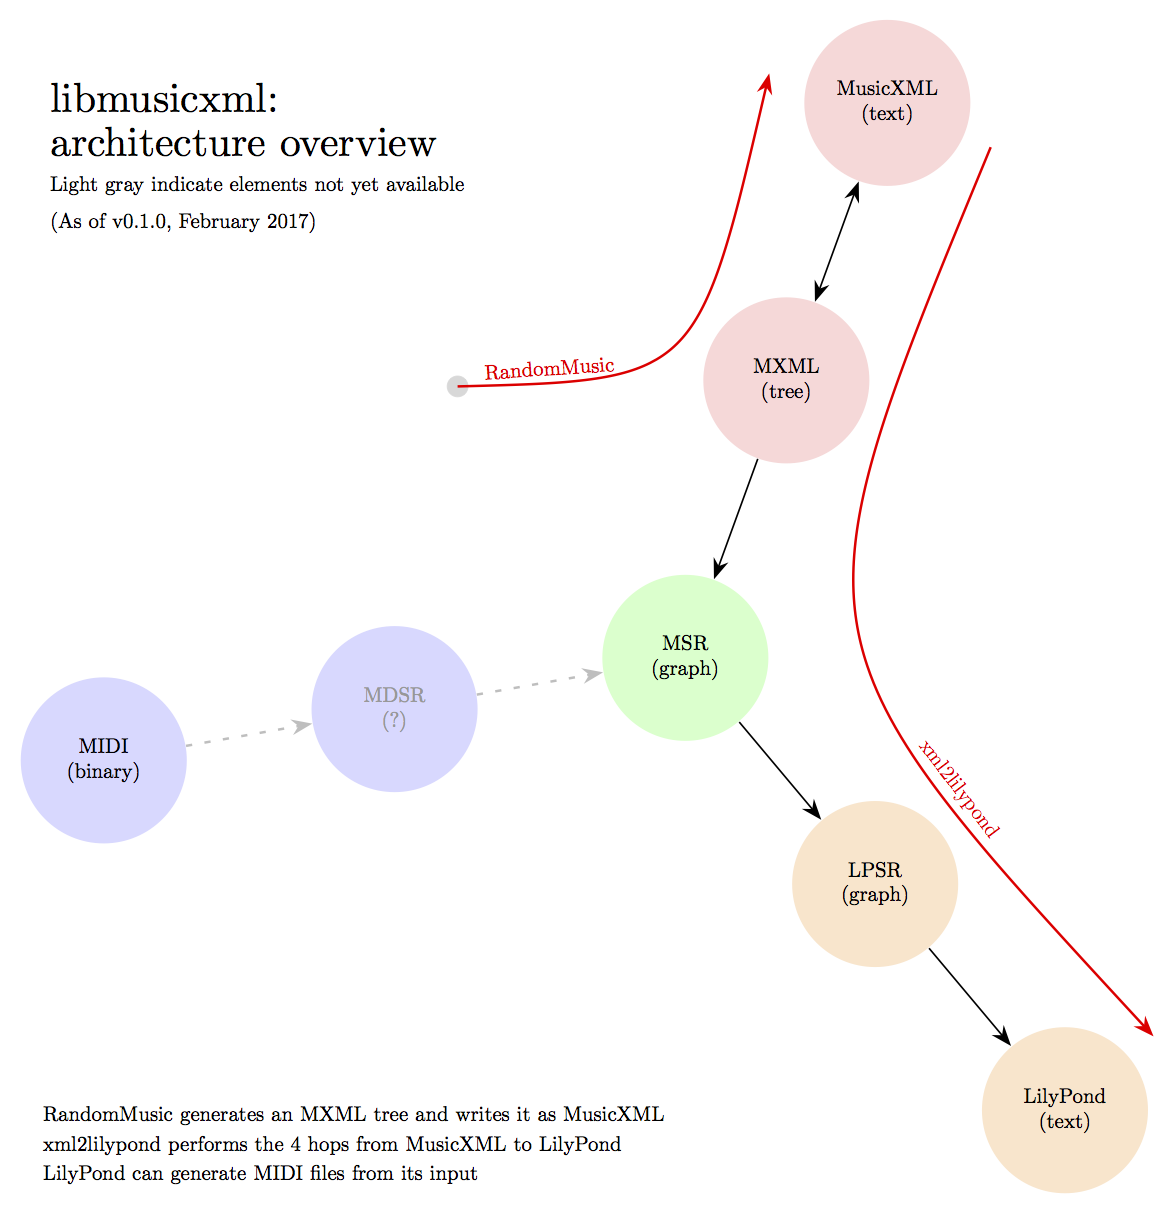 libmusicxml:
architecture overview
Light gray indicate elements not yet available
(As of v0.1.0, February 2017)
MusicXML
(text)
RandomMusic
MXML
(tree)
MSR
(graph)
MDSR
(?)
MIDI
(binary)
xml2lilypond
LPSR
(graph)
LilyPond
(text)
RandomMusic generates an MXML tree and writes it as MusicXML
xml2lilypond performs the 4 hops from MusicXML to LilyPond
LilyPond can generate MIDI files from its input